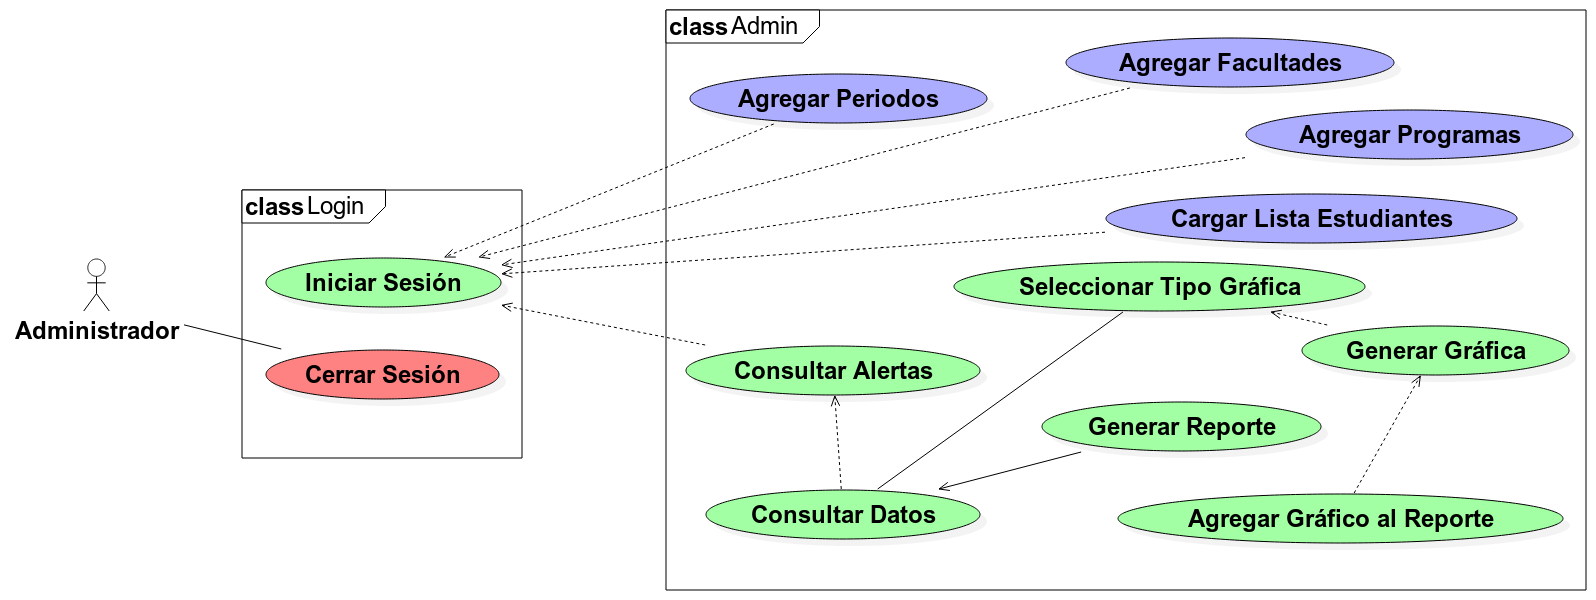 class Admin
Agregar Facultades
Agregar Periodos
Agregar Programas
class Login
Cargar Lista Estudiantes
Iniciar Sesión
Seleccionar Tipo Gráfica
Administrador
Generar Gráfica
Cerrar Sesión
Consultar Alertas
Generar Reporte
Consultar Datos
Agregar Gráfico al Reporte